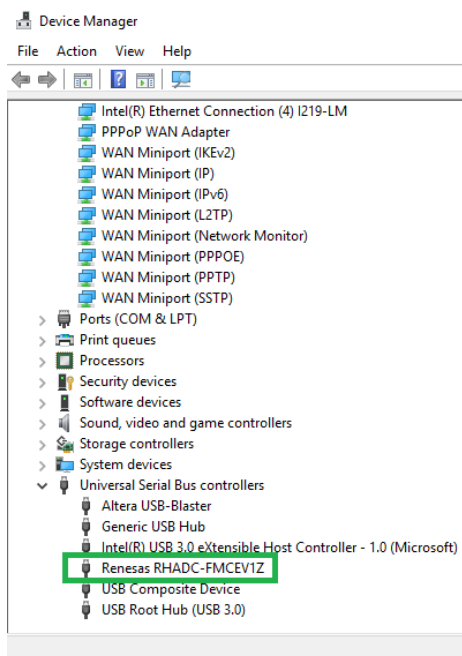 Device Manager
File Action View Help
Intel(R) Ethernet Connection (4) I219-LM
PPPoP WAN Adapter
WAN Miniport (IKEv2)
WAN Miniport (IP)
WAN Miniport (IPv6)
WAN Miniport (L2TP)
WAN Miniport (Network Monitor)
WAN Miniport (PPPOE)
WAN Miniport (PPTP)
WAN Miniport (SSTP)
Ports (COM & LPT)
Print queues
Processors
Security devices
Software devices
Sound, video and game controllers
Storage controllers
System devices
Universal Serial Bus controllers
Altera USB-Blaster
Generic USB Hub
Intel(R) USB 3.0 eXtensible Host Controller - 1.0 (Microsoft)
Renesas RHADC-FMCEV1Z
USB Composite Device
USB Root Hub (USB 3.0)